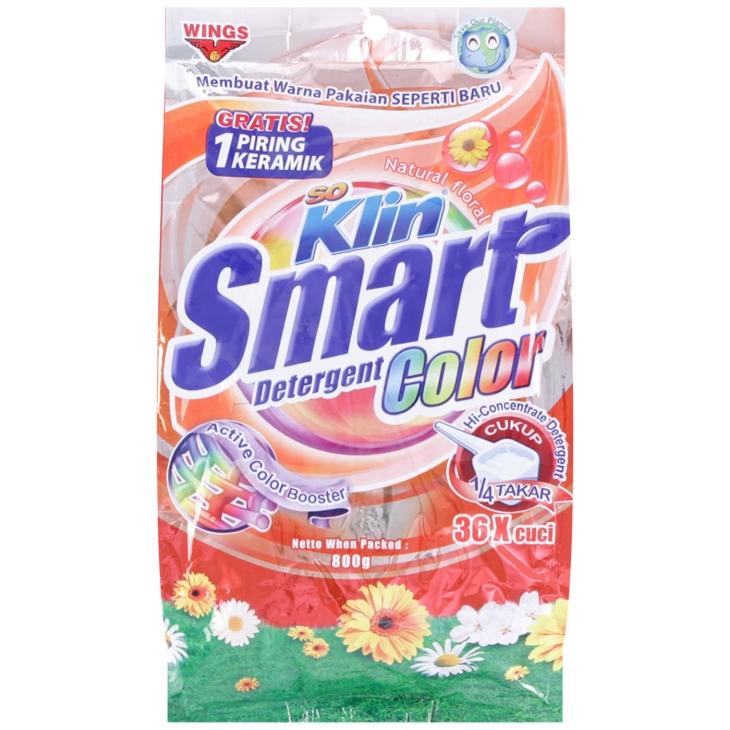 WINGS
Save Our Planet
Membuat Warna Pakaian SEPERTI BARU
GRATIS!
1 PIRING
KERAMIK
Natural floral
SO
Klin®
Smart
Detergent Color
Hi-Concentrate Detergent
CUKUP
1/4 TAKAR
Active Color Booster
36 X cuci
Netto When Packed :
800g